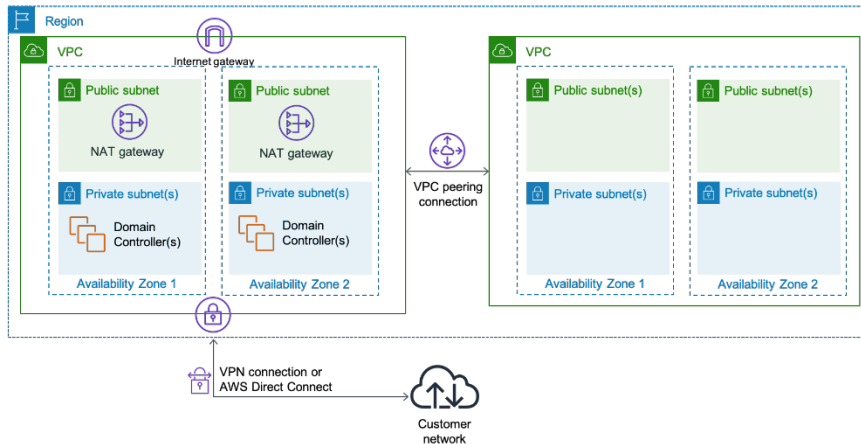 Region
VPC
Internet gateway
Public subnet
NAT gateway
Public subnet
NAT gateway
Private subnet(s)
Domain
Controller(s)
Private subnet(s)
Domain
Controller(s)
Availability Zone 1
Availability Zone 2
VPC peering
connection
VPC
Public subnet(s)
Public subnet(s)
Private subnet(s)
Private subnet(s)
Availability Zone 1
Availability Zone 2
VPN connection or
AWS Direct Connect
Customer
network